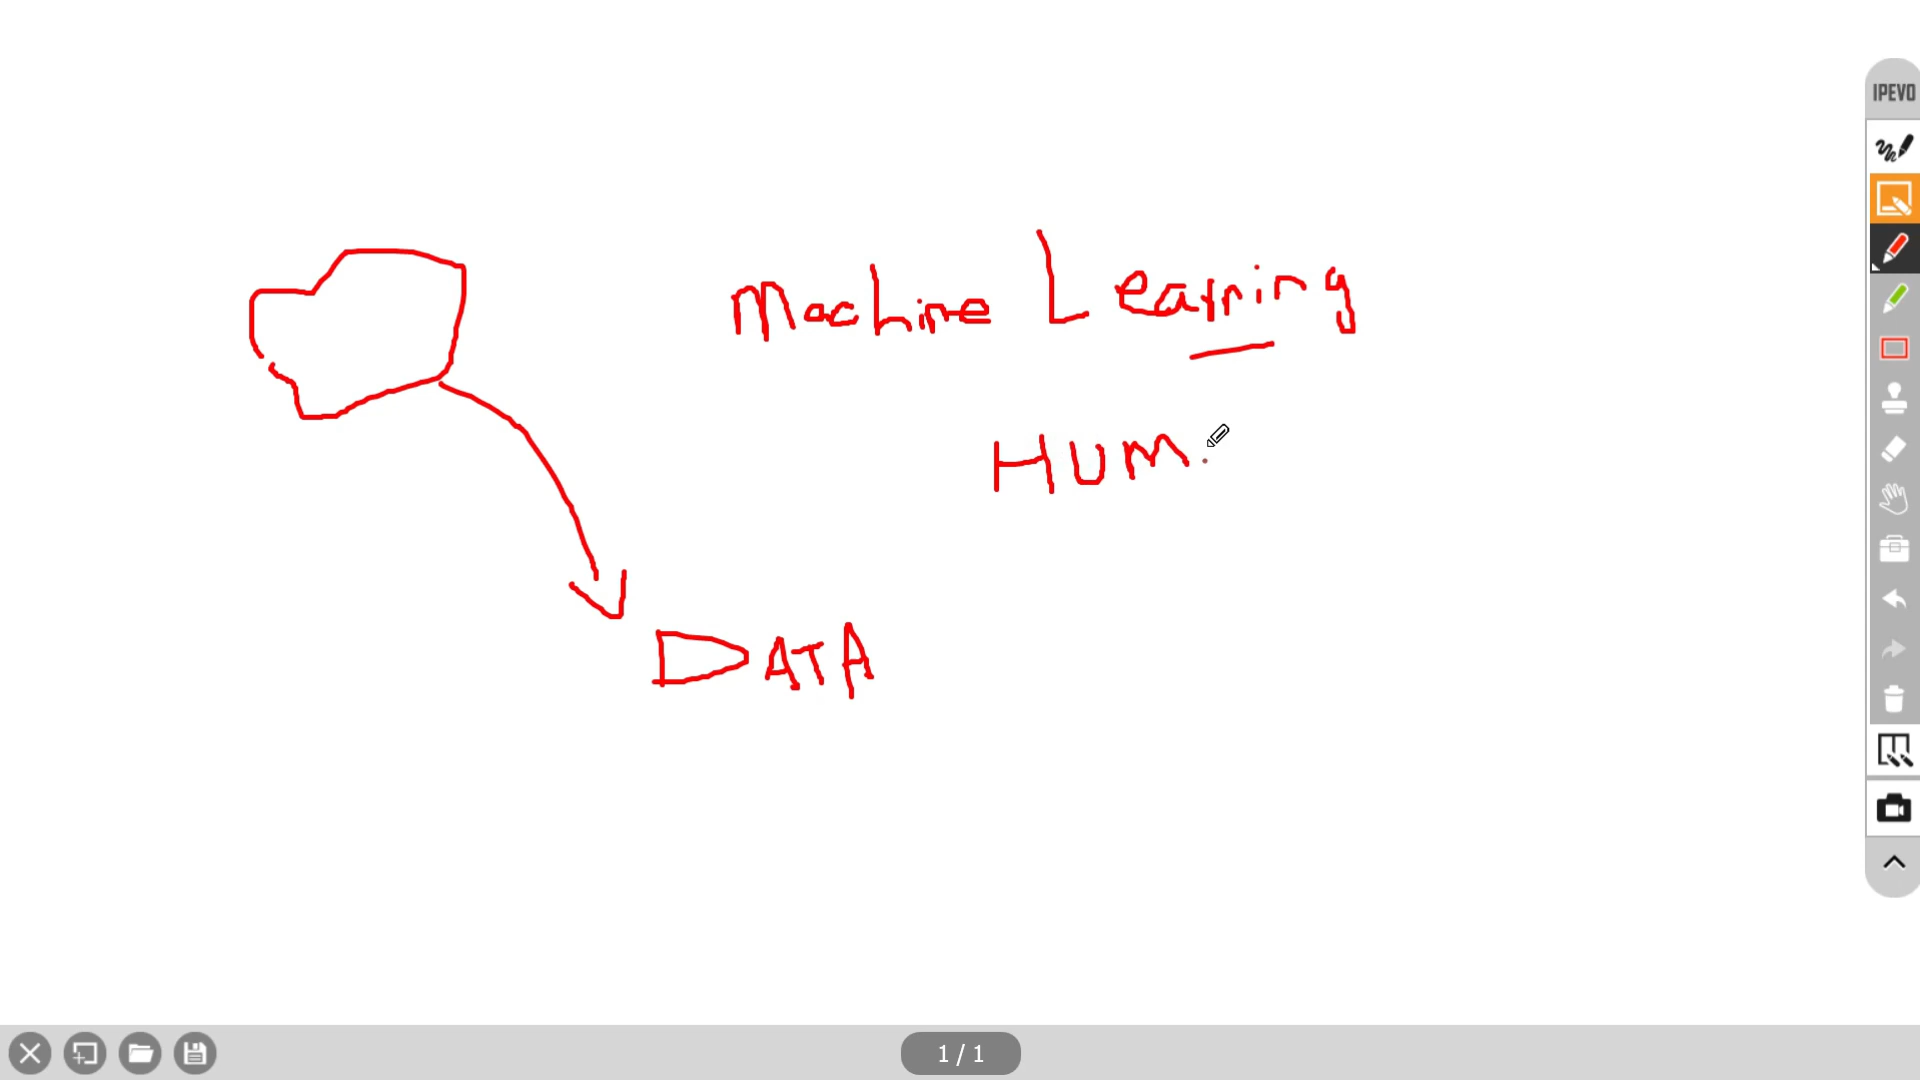 IPEVO
Machine Learning
HUM
DATA
1 / 1